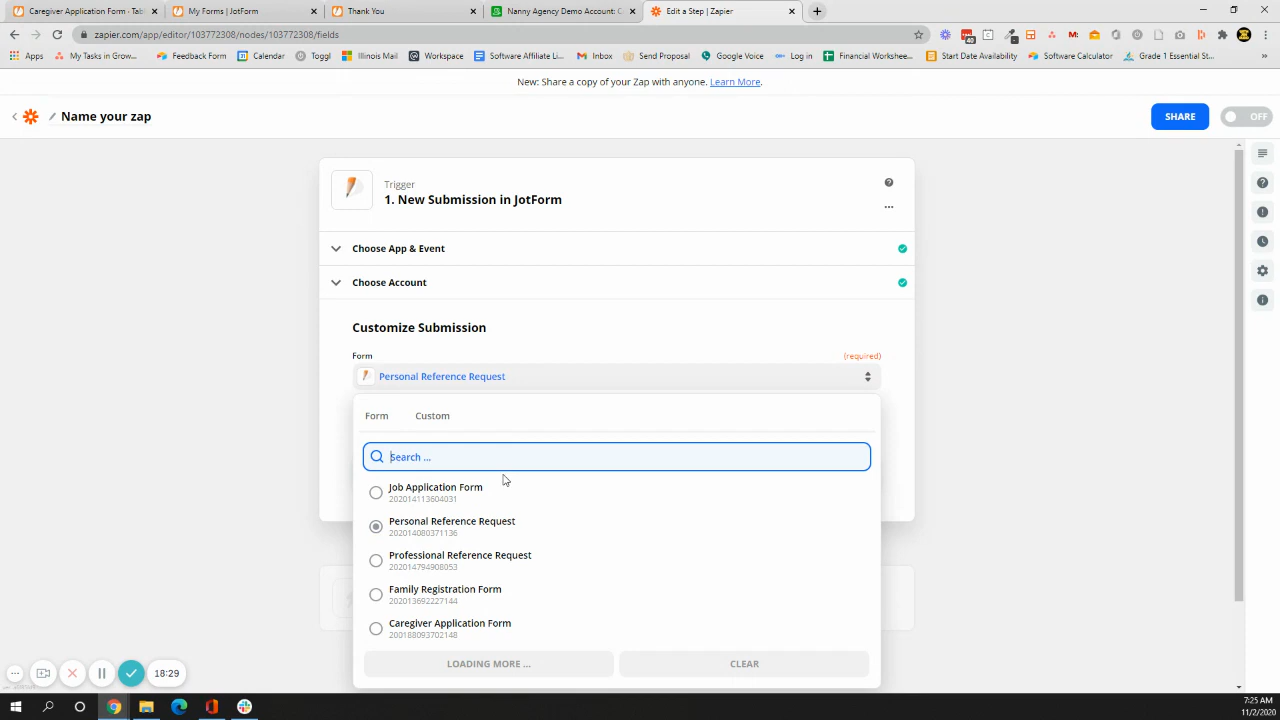 Caregiver Application Form - Tabl
My Forms | JotForm
Thank You
Nanny Agency Demo Account: C
Edit a Step | Zapier
zapier.com/app/editor/103772308/nodes/103772308/fields
Apps
My Tasks in Grow...
Feedback Form
Calendar
Toggl
Illinois Mail
Workspace
Software Affiliate Li...
Inbox
Send Proposal
Google Voice
Log in
Financial Worksheet...
Start Date Availability
Software Calculator
Grade 1 Essential St...
New: Share a copy of your Zap with anyone. Learn More.
Name your zap
SHARE
OFF
Trigger
1. New Submission in JotForm
Choose App & Event
Choose Account
Customize Submission
Form
(required)
Personal Reference Request
Form
Custom
Search ...
Job Application Form
202014113604031
Personal Reference Request
202014080371136
Professional Reference Request
202014794908053
Family Registration Form
202013692227144
Caregiver Application Form
200188093702148
LOADING MORE ...
CLEAR
18:29
7:25 AM
11/2/2020